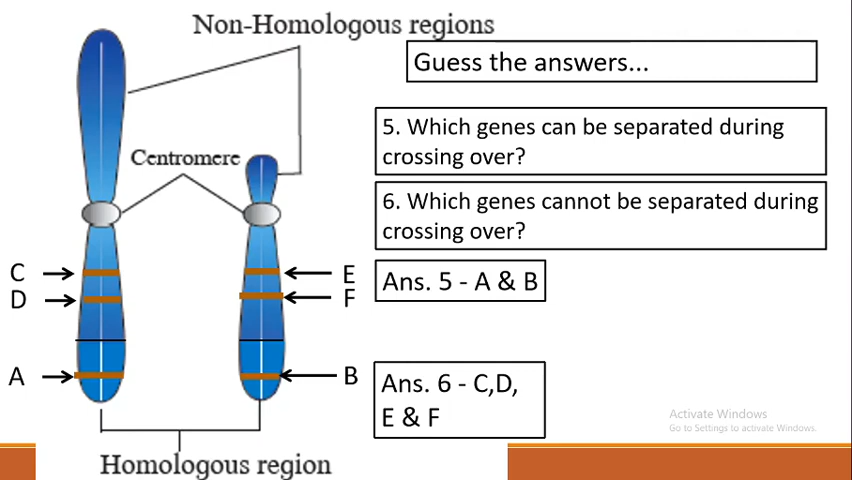 Non-Homologous regions
Guess the answers...
5. Which genes can be separated during
crossing over?
Centromere
6. Which genes cannot be separated during
crossing over?
C
E
D
F
Ans. 5 - A & B
A
B
Ans. 6 - C,D,
E & F
Activate Windows
Go to Settings to activate Windows.
Homologous region